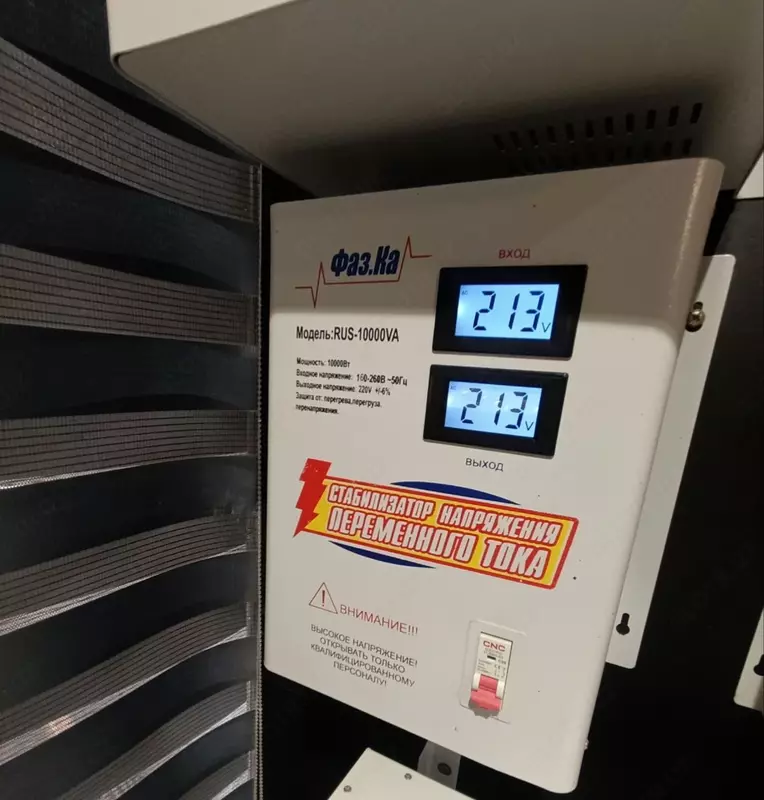 Фаз.Ка
ВХОД
213 V
Модель:RUS-10000VA
Мощность: 10000Вт
Входное напряжение: 160-260В ~50Гц
Выходное напряжение: 220V +/-6%
Защита от: перегрева,перегруза,
перенапряжения.
213 V
ВЫХОД
СТАБИЛИЗАТОР НАПРЯЖЕНИЯ
ПЕРЕМЕННОГО ТОКА
ВНИМАНИЕ!!!
ВЫСОКОЕ НАПРЯЖЕНИЕ!
ОТКРЫВАТЬ ТОЛЬКО
КВАЛИФИЦИРОВАННОМУ
ПЕРСОНАЛУ!
CNC